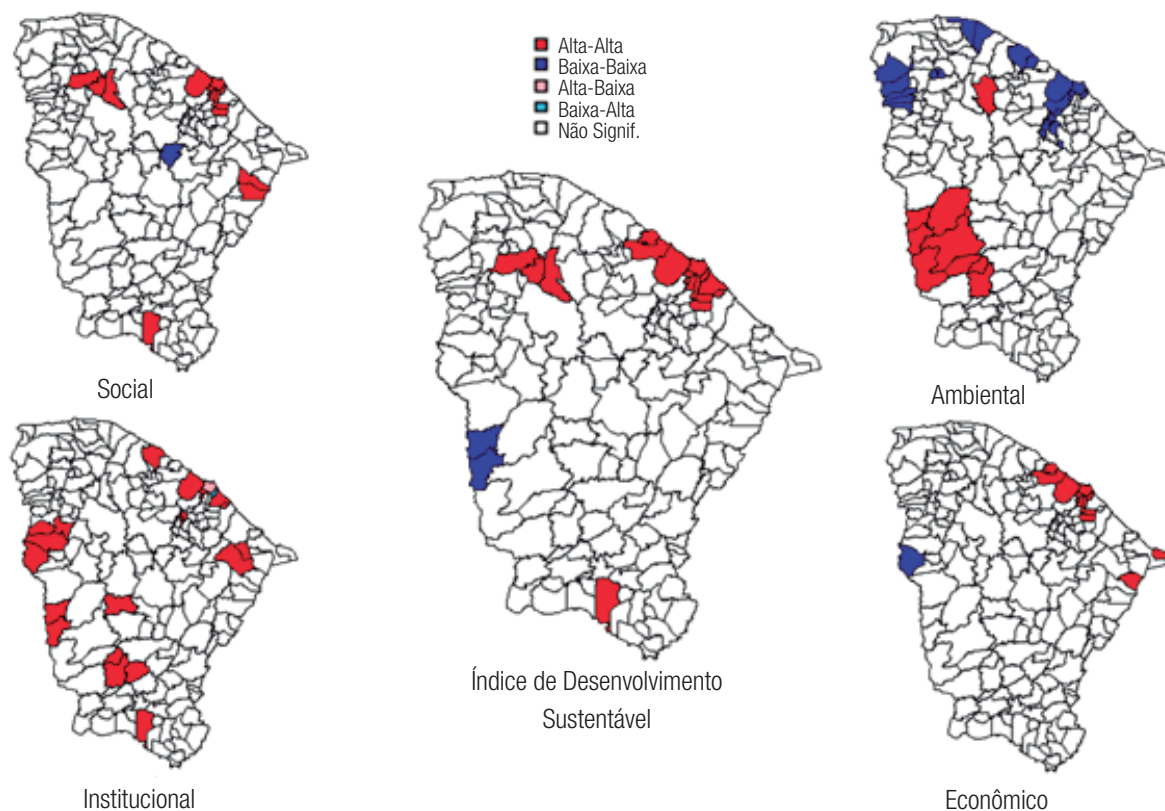 Alta-Alta
Baixa-Baixa
Alta-Baixa
Baixa-Alta
Não Signif.
Social
Ambiental
Índice de Desenvolvimento
Sustentável
Institucional
Econômico